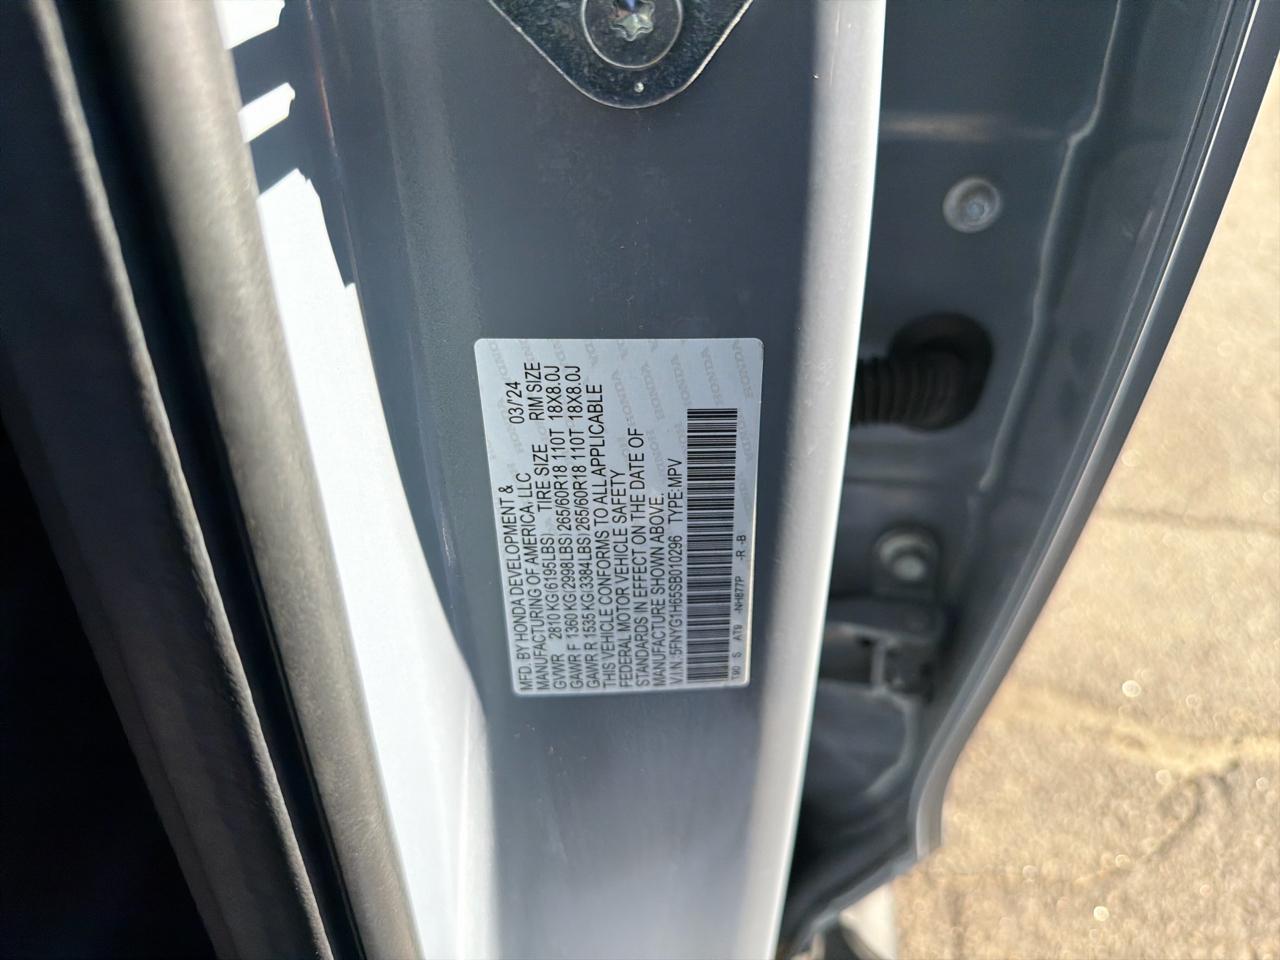 MFD. BY HONDA DEVELOPMENT & 03/'24
MANUFACTURING OF AMERICA, LLC TIRE SIZE RIM SIZE
GVWR 2810 KG(6195LBS)
GAWR F 1360 KG(2998LBS) 265/60R18 110T 18X8.0J
GAWR R 1535 KG(3384LBS) 265/60R18 110T 18X8.0J
THIS VEHICLE CONFORMS TO ALL APPLICABLE
FEDERAL MOTOR VEHICLE SAFETY
STANDARDS IN EFFECT ON THE DATE OF
MANUFACTURE SHOWN ABOVE.
V.I.N.:5FNYG1H65SB010296 TYPE:MPV
T90 S AT9 -NH877P -R -B